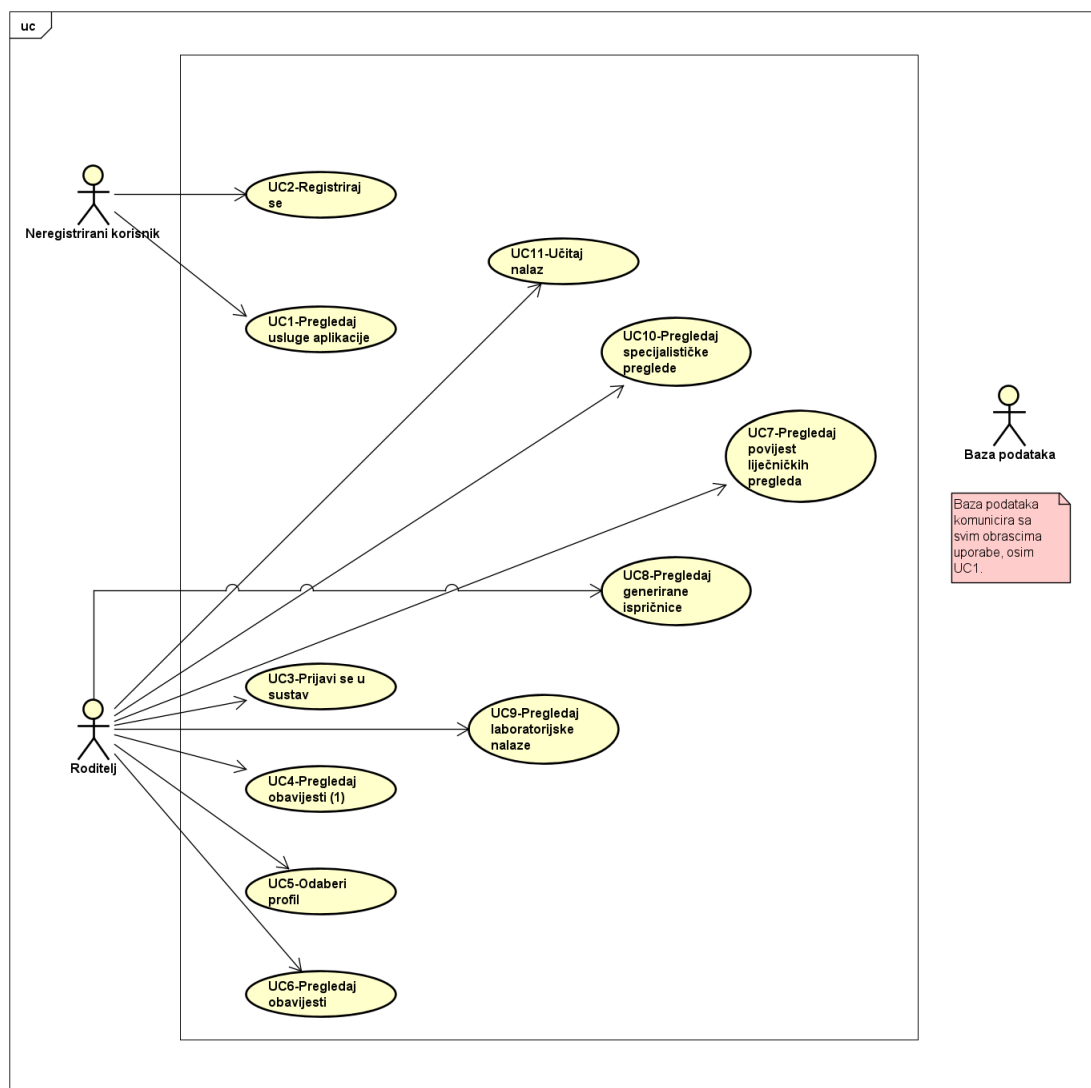 uc
UC2-Registriraj
se
Neregistrirani korisnik
UC11-Učitaj
nalaz
UC1-Pregledaj
usluge aplikacije
UC10-Pregledaj
specijalističke
preglede
UC7-Pregledaj
povijest
liječničkih
pregleda
Baza podataka
Baza podataka
komunicira sa
svim obrascima
uporabe, osim
UC1.
UC8-Pregledaj
generirane
ispričnice
UC3-Prijavi se u
sustav
UC9-Pregledaj
laboratorijske
nalaze
Roditelj
UC4-Pregledaj
obavijesti (1)
UC5-Odaberi
profil
UC6-Pregledaj
obavijesti